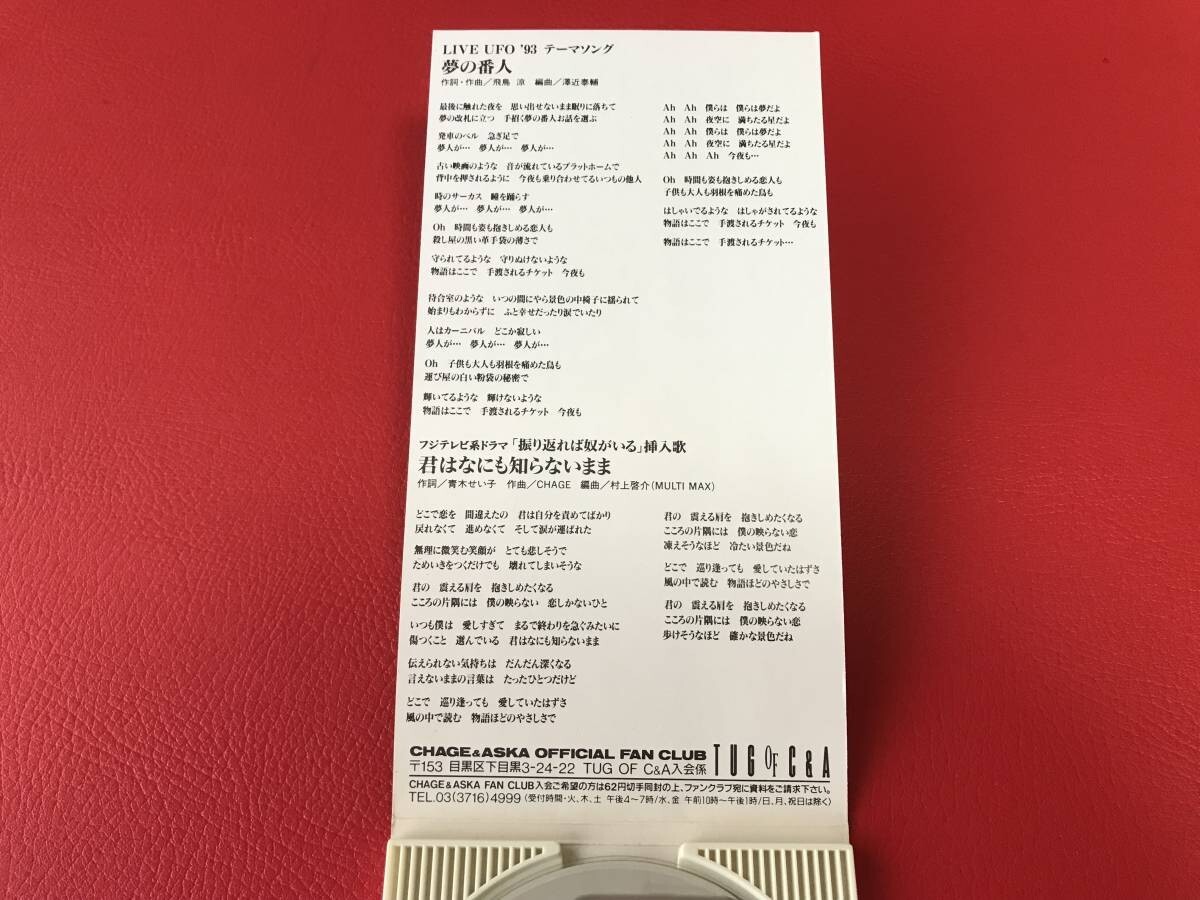 LIVE UFO '93 テーマソング
夢の番人
作詞・作曲/飛鳥 涼 編曲/澤近泰輔
最後に触れた夜を 思い出せないまま眠りに落ちて
夢の改札に立つ 手招く夢の番人お話を選ぶ
発車のベル 急ぎ足で
夢人が… 夢人が… 夢人が…
古い映画のような 音が流れているプラットホームで
背中を押されるように 今夜も乗り合わせてるいつもの他人
時のサーカス 瞳を踊らす
夢人が… 夢人が… 夢人が…
Oh 時間も姿も抱きしめる恋人も
殺し屋の黒い革手袋の薄さで
守られてるような 守りぬけないような
物語はここで 手渡されるチケット 今夜も
待合室のような いつの間にやら景色の中椅子に揺られて
始まりもわからずに ふと幸せだったり涙でいたり
人はカーニバル どこか寂しい
夢人が… 夢人が… 夢人が…
Oh 子供も大人も羽根を痛めた鳥も
運び屋の白い粉袋の秘密で
輝いてるような 輝けないような
物語はここで 手渡されるチケット 今夜も
Ah Ah 僕らは 僕らは夢だよ
Ah Ah 夜空に 満ちたる星だよ
Ah Ah 僕らは 僕らは夢だよ
Ah Ah 夜空に 満ちたる星だよ
Ah Ah Ah 今夜も…
Oh 時間も姿も抱きしめる恋人も
子供も大人も羽根を痛めた鳥も
はしゃいでるような はしゃがされてるような
物語はここで 手渡されるチケット 今夜も
物語はここで 手渡されるチケット…
フジテレビ系ドラマ「振り返れば奴がいる」挿入歌
君はなにも知らないまま
作詞/青木せい子 作曲/CHAGE 編曲/村上啓介(MULTI MAX)
どこで恋を 間違えたの 君は自分を責めてばかり
戻れなくて 進めなくて そして涙が運ばれた
無理に微笑む笑顔が とても悲しそうで
ためいきをつくだけでも 壊れてしまいそうな
君の 震える肩を 抱きしめたくなる
こころの片隅には 僕の映らない 恋しかないひと
いつも僕は 愛しすぎて まるで終わりを急ぐみたいに
傷つくこと 選んでいる 君はなにも知らないまま
伝えられない気持ちは だんだん深くなる
言えないままの言葉は たったひとつだけど
どこで 巡り逢っても 愛していたはずさ
風の中で読む 物語ほどのやさしさで
君の 震える肩を 抱きしめたくなる
こころの片隅には 僕の映らない恋
凍えそうなほど 冷たい景色だね
どこで 巡り逢っても 愛していたはずさ
風の中で読む 物語ほどのやさしさで
君の 震える肩を 抱きしめたくなる
こころの片隅には 僕の映らない恋
歩けそうなほど 確かな景色だね
CHAGE&ASKA OFFICIAL FAN CLUB
〒153 目黒区下目黒3-24-22 TUG OF C&A入会係
TUG OF C&A
CHAGE&ASKA FAN CLUB入会ご希望の方は62円切手同封の上、ファンクラブ宛に資料をご請求下さい。
TEL.03(3716)4999(受付時間・火、木、土 午後4〜7時/水、金 午前10時〜午後1時/日、月、祝日は除く)